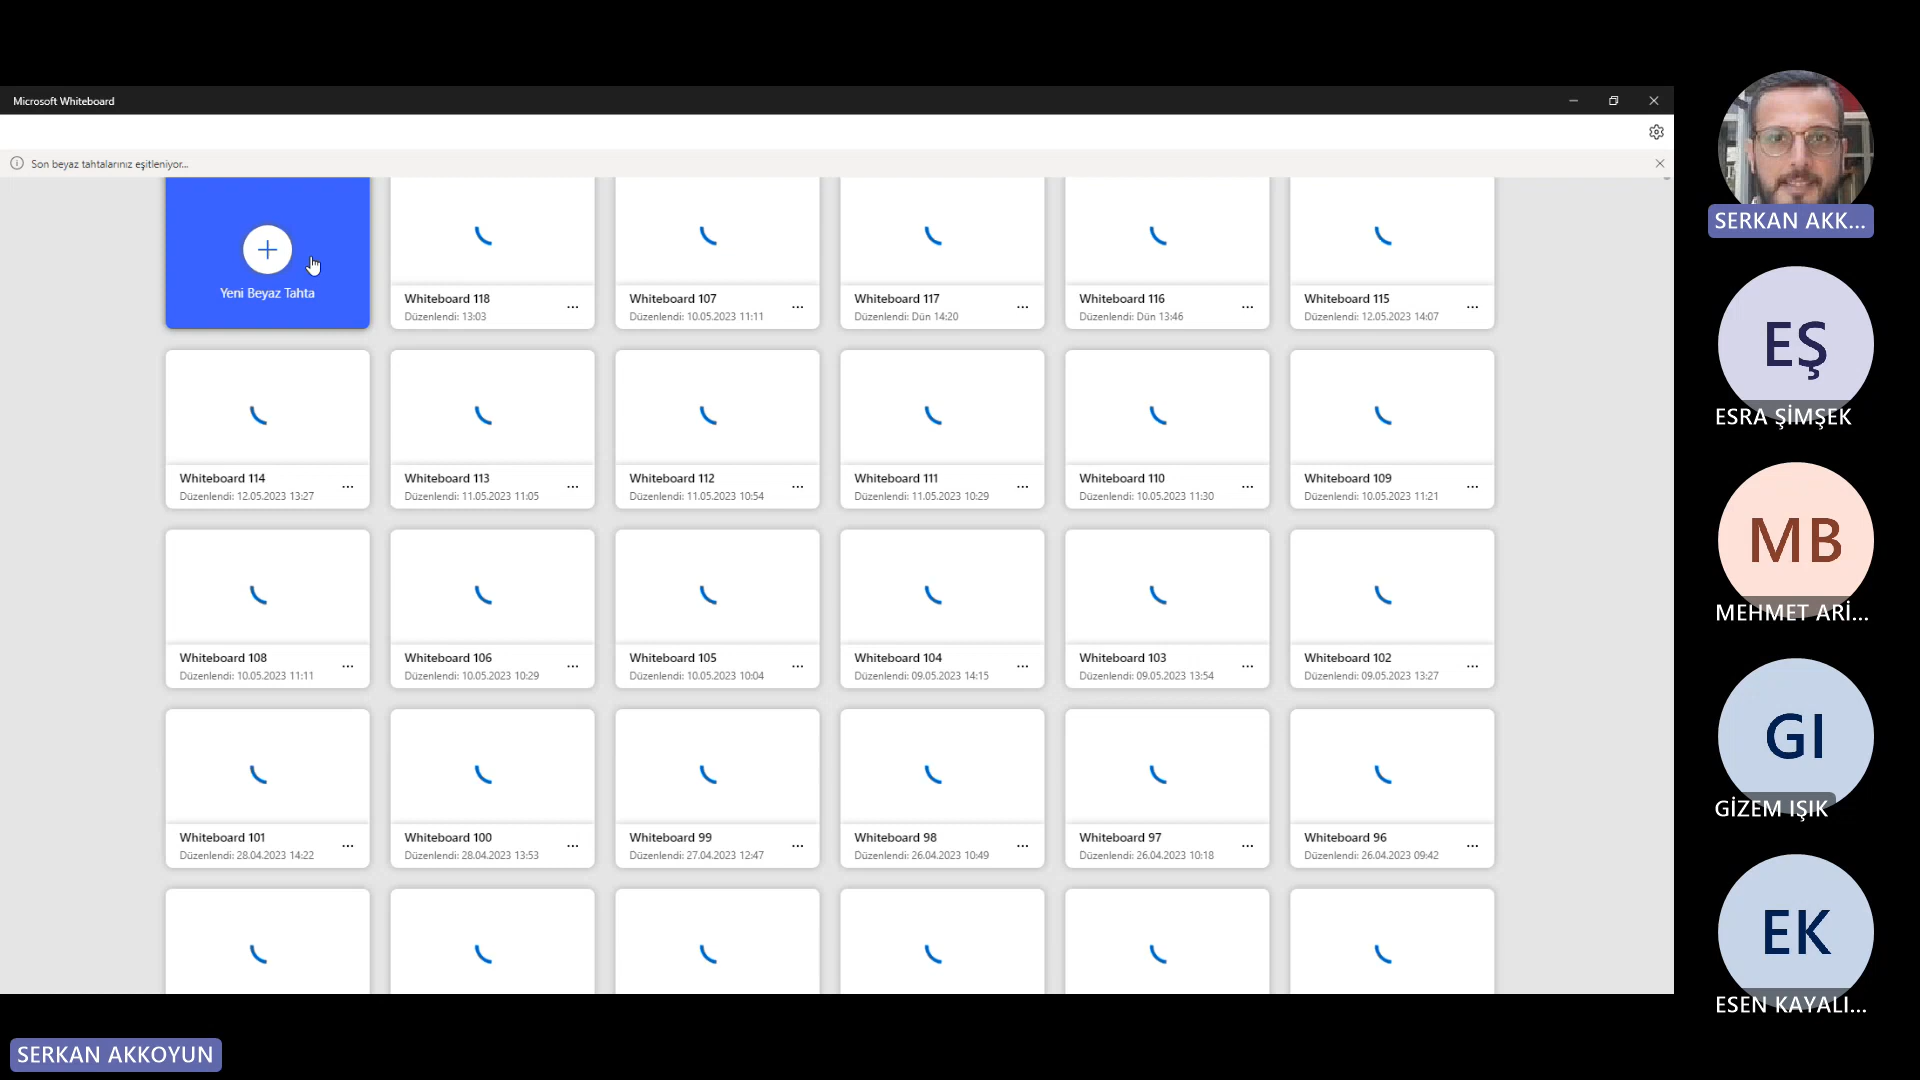 Microsoft Whiteboard
Son beyaz tahtalarınız eşitleniyor...
Yeni Beyaz Tahta
Whiteboard 118
Düzenlendi: 13:03
Whiteboard 107
Düzenlendi: 10.05.2023 11:11
Whiteboard 117
Düzenlendi: Dün 14:20
Whiteboard 116
Düzenlendi: Dün 13:46
Whiteboard 115
Düzenlendi: 12.05.2023 14:07
Whiteboard 114
Düzenlendi: 12.05.2023 13:27
Whiteboard 113
Düzenlendi: 11.05.2023 11:05
Whiteboard 112
Düzenlendi: 11.05.2023 10:54
Whiteboard 111
Düzenlendi: 11.05.2023 10:29
Whiteboard 110
Düzenlendi: 10.05.2023 11:30
Whiteboard 109
Düzenlendi: 10.05.2023 11:21
Whiteboard 108
Düzenlendi: 10.05.2023 11:11
Whiteboard 106
Düzenlendi: 10.05.2023 10:29
Whiteboard 105
Düzenlendi: 10.05.2023 10:04
Whiteboard 104
Düzenlendi: 09.05.2023 14:15
Whiteboard 103
Düzenlendi: 09.05.2023 13:54
Whiteboard 102
Düzenlendi: 09.05.2023 13:27
Whiteboard 101
Düzenlendi: 28.04.2023 14:22
Whiteboard 100
Düzenlendi: 28.04.2023 13:53
Whiteboard 99
Düzenlendi: 27.04.2023 12:47
Whiteboard 98
Düzenlendi: 26.04.2023 10:49
Whiteboard 97
Düzenlendi: 26.04.2023 10:18
Whiteboard 96
Düzenlendi: 26.04.2023 09:42
SERKAN AKK...
EŞ
ESRA ŞİMŞEK
MB
MEHMET ARİ...
GI
GİZEM IŞIK
EK
ESEN KAYALI...
SERKAN AKKOYUN